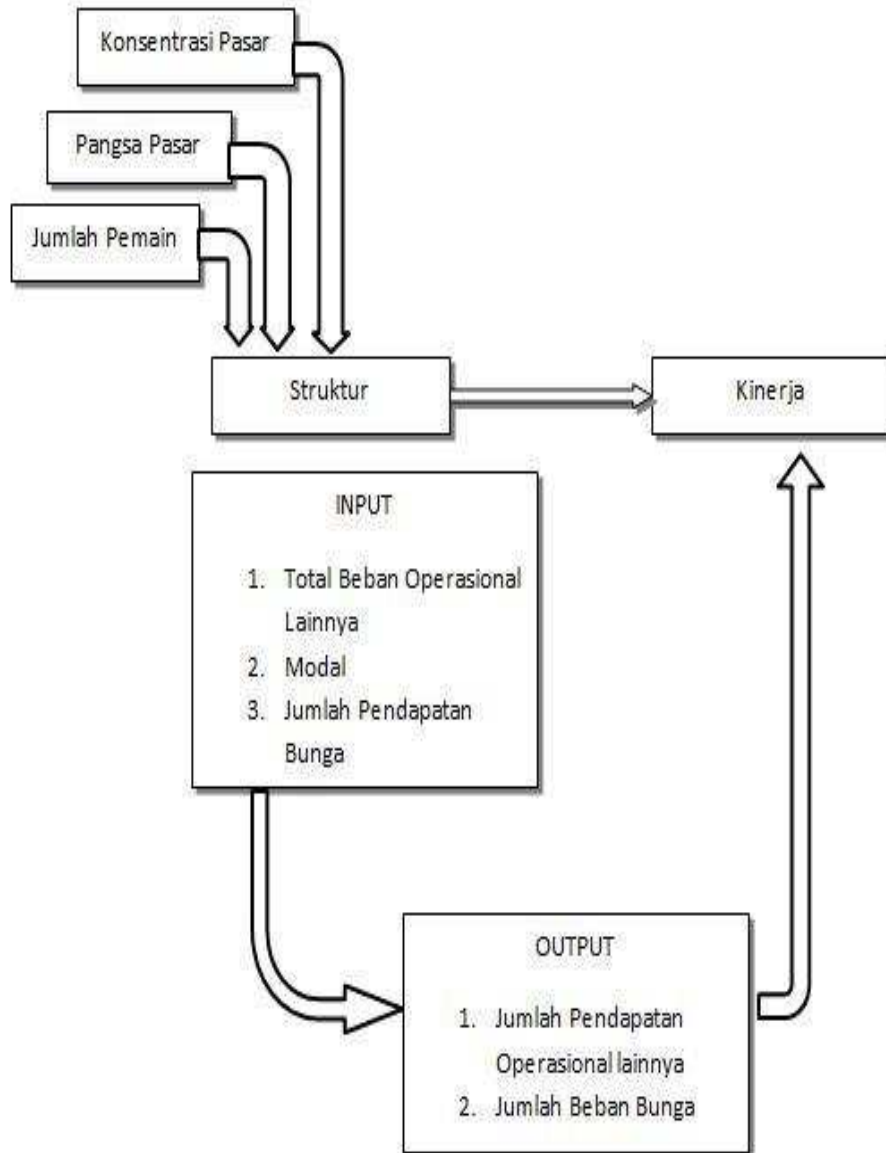 Konsentrasi Pasar
Pangsa Pasar
Jumlah Pemain
Struktur
Kinerja
INPUT
1. Total Beban Operasional
Lainnya
2. Modal
3. Jumlah Pendapatan
Bunga
OUTPUT
1. Jumlah Pendapatan
Operasional lainnya
2. Jumlah Beban Bunga